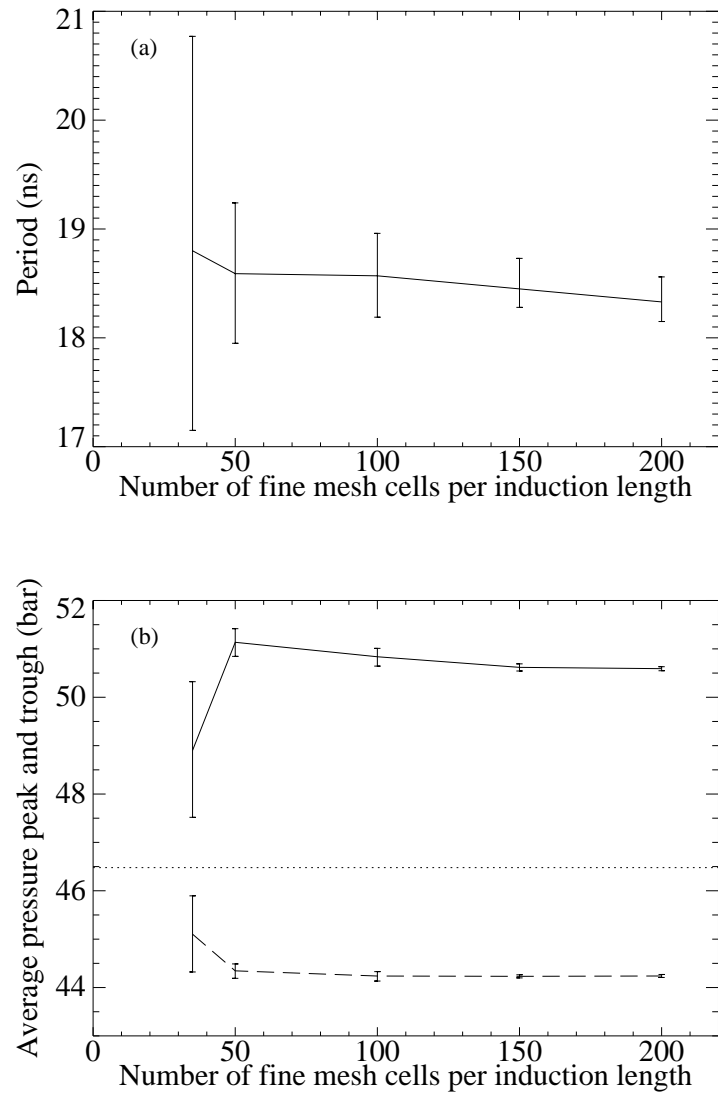 21
(a)
20
19
18
17
Period (ns)
0 50 100 150 200
Number of fine mesh cells per induction length
52
(b)
50
48
46
44
Average pressure peak and trough (bar)
0 50 100 150 200
Number of fine mesh cells per induction length